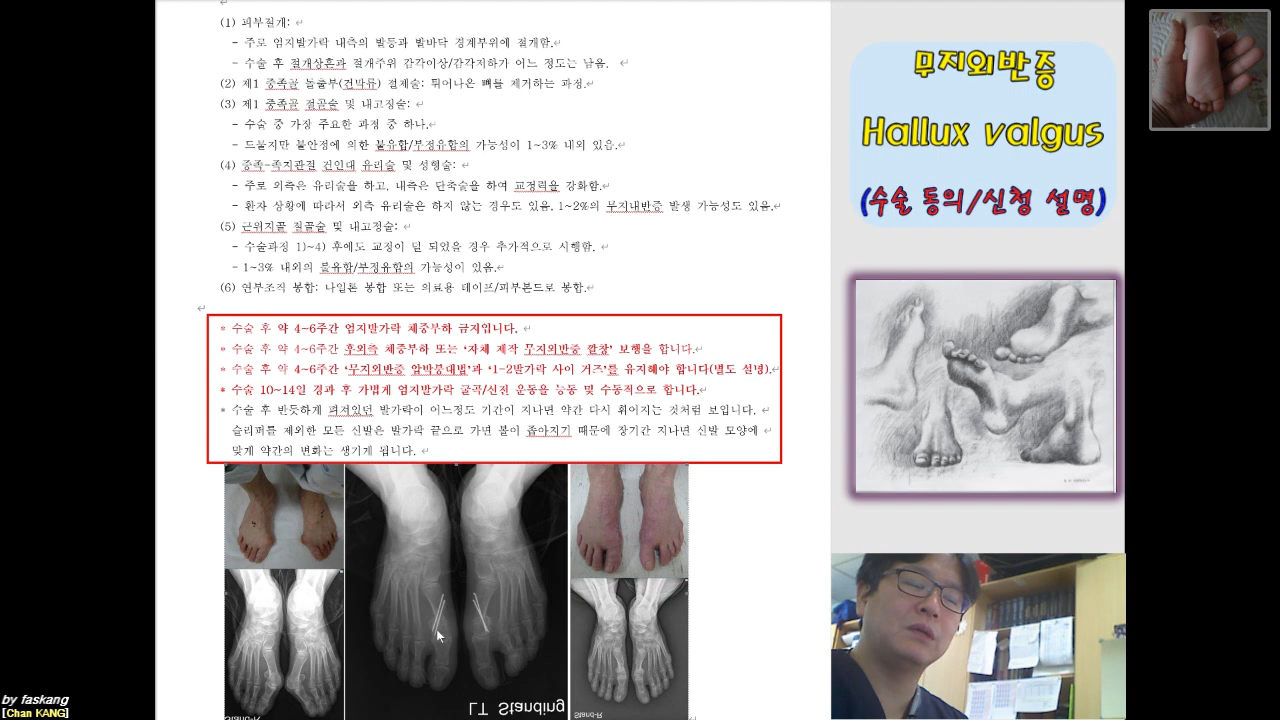 (1) 피부절개:
- 주로 엄지발가락 내측의 발등과 발바닥 경계부위에 절개함.
- 수술 후 절개상흔과 절개주위 감각이상/감각저하가 어느 정도는 남음.
(2) 제1 중족골 돌출부(건막류) 절제술: 튀어나온 뼈를 제거하는 과정.
(3) 제1 중족골 절골술 및 내고정술:
- 수술 중 가장 주요한 과정 중 하나.
- 드물지만 불안정에 의한 불유합/부정유합의 가능성이 1~3% 내외 있음.
(4) 중족-족지관절 건인대 유리술 및 성형술:
- 주로 외측은 유리술을 하고, 내측은 단축술을 하여 교정력을 강화함.
- 환자 상황에 따라서 두가지 시술은 하지 않는 경우도 있음. 1~2%의 무지내반증 발생 가능성도 있음.
(5) 근위지골 절골술 및 내고정술:
- 수술과정 1)~4) 후에도 교정이 덜 되었을 경우 추가적으로 시행함.
- 1~3% 내외의 불유합/부정유합의 가능성이 있음.
(6) 연부조직 봉합: 나일론 봉합 또는 의료용 테이프/피부본드로 봉합.
* 수술 후 약 4~6주간 엄지발가락 체중부하 금지입니다.
* 수술 후 약 4~6주간 후외측 체중부하 또는 '자체 제작 무지외반증 깔창' 보행을 합니다.
* 수술 후 약 4~6주간 '무지외반증 압박붕대법'과 '1-2발가락 사이 거즈'를 유지해야 합니다(별도 설명).
* 수술 10~14일 경과 후 가볍게 엄지발가락 굴곡/신전 운동을 능동 및 수동적으로 합니다.
* 수술 후 반듯하게 펴져있던 발가락이 어느정도 기간이 지나면 약간 다시 휘어지는 것처럼 보입니다.
슬리퍼를 제외한 모든 신발은 발가락 끝으로 가면 볼이 좁아지기 때문에 장기간 지나면 신발 모양에
맞게 약간의 변화는 생기게 됩니다.
LT Standing
Stand-R
Stand-R
무지외반증
Hallux valgus
(수술 동의/신청 설명)
by faskang
[Chan KANG]